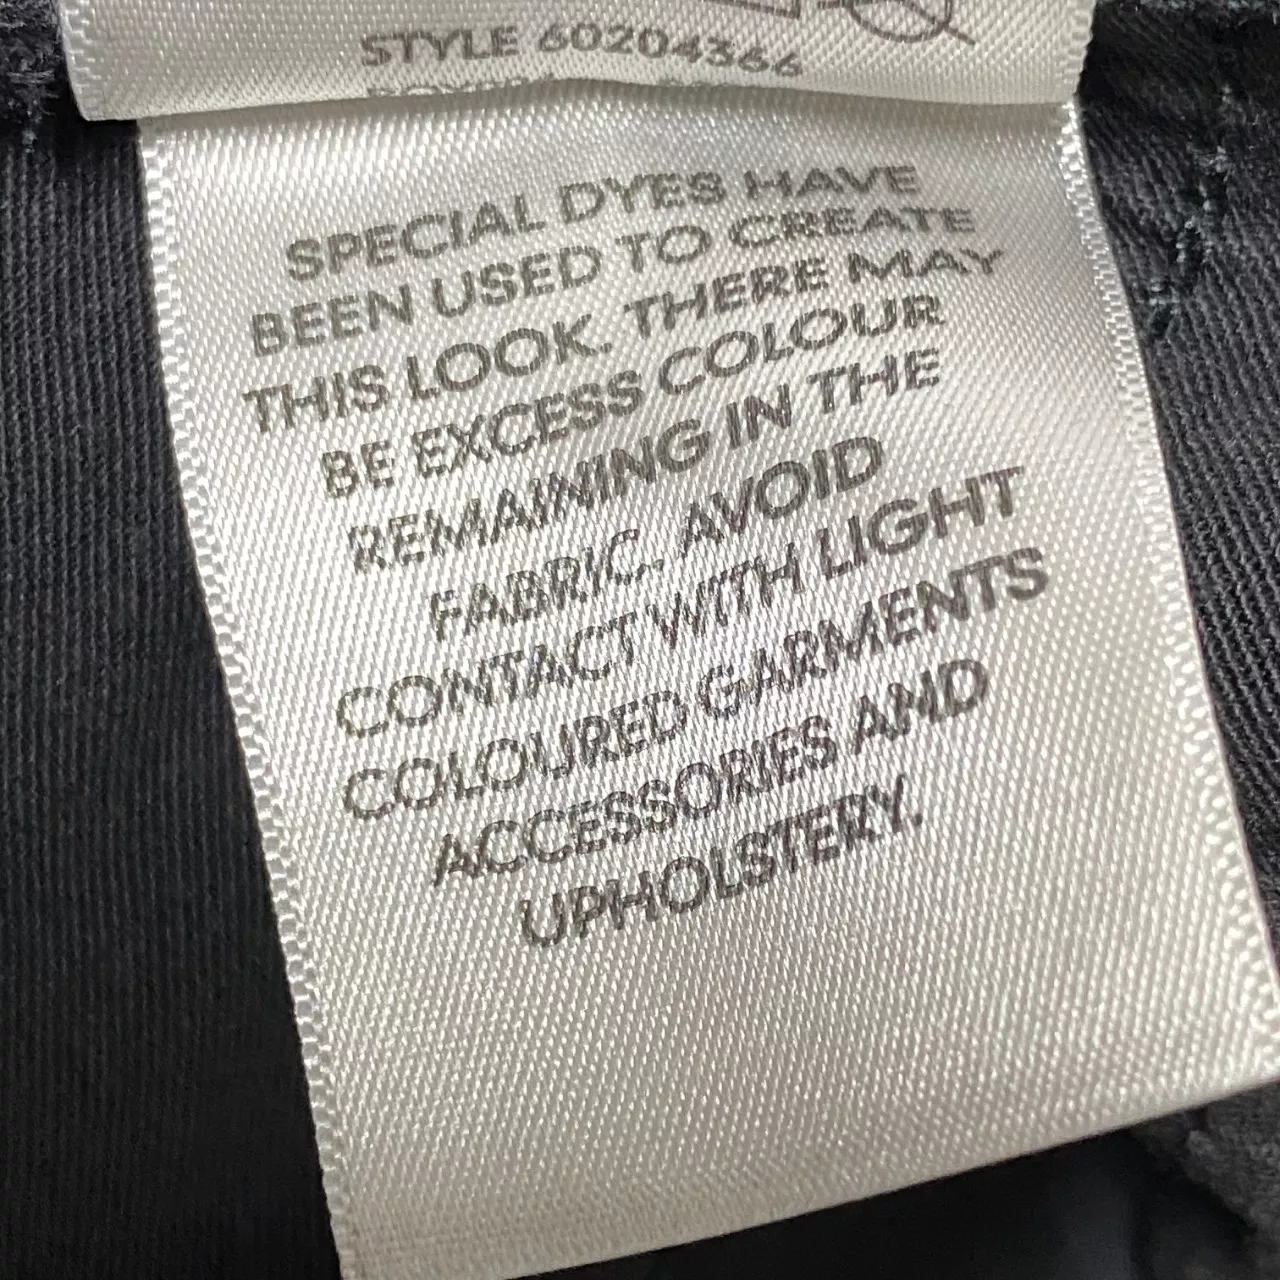 STYLE 60204366
SPECIAL DYES HAVE
BEEN USED TO CREATE
THIS LOOK. THERE MAY
BE EXCESS COLOUR
REMAINING IN THE
FABRIC. AVOID
CONTACT WITH LIGHT
COLOURED GARMENTS
ACCESSORIES AND
UPHOLSTERY.